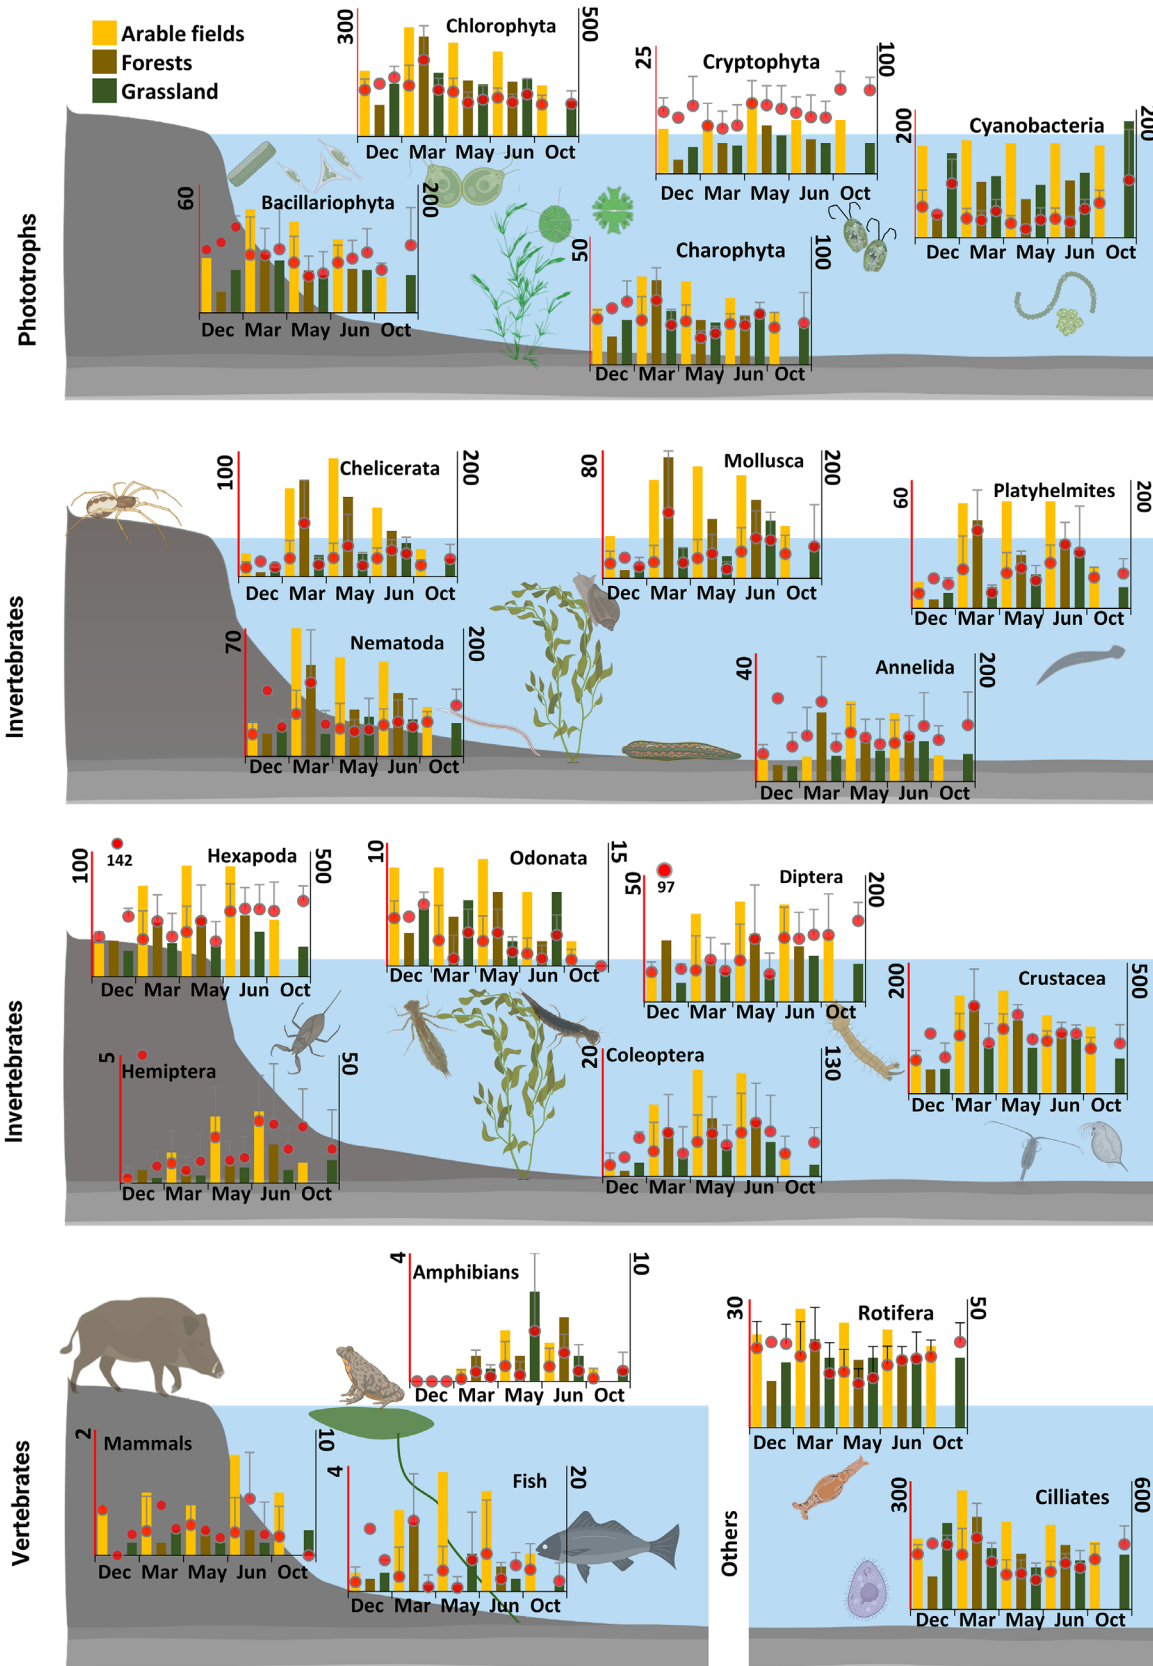 Arable fields
Forests
Grassland
Phototrophs
300
Chlorophyta
500
Dec Mar May Jun Oct
25
Cryptophyta
100
Dec Mar May Jun Oct
200
Cyanobacteria
200
Dec Mar May Jun Oct
60
Bacillariophyta
200
Dec Mar May Jun Oct
50
Charophyta
100
Dec Mar May Jun Oct
Invertebrates
100
Chelicerata
200
Dec Mar May Jun Oct
80
Mollusca
200
Dec Mar May Jun Oct
60
Platyhelmites
200
Dec Mar May Jun Oct
70
Nematoda
200
Dec Mar May Jun Oct
40
Annelida
200
Dec Mar May Jun Oct
Invertebrates
100
142
Hexapoda
500
Dec Mar May Jun Oct
10
Odonata
15
Dec Mar May Jun Oct
50
97
Diptera
200
Dec Mar May Jun Oct
200
Crustacea
500
Dec Mar May Jun Oct
5
Hemiptera
50
Dec Mar May Jun Oct
20
Coleoptera
130
Dec Mar May Jun Oct
Vertebrates
4
Amphibians
10
Dec Mar May Jun Oct
2
Mammals
10
Dec Mar May Jun Oct
4
Fish
20
Dec Mar May Jun Oct
Others
30
Rotifera
50
Dec Mar May Jun Oct
300
Cilliates
600
Dec Mar May Jun Oct